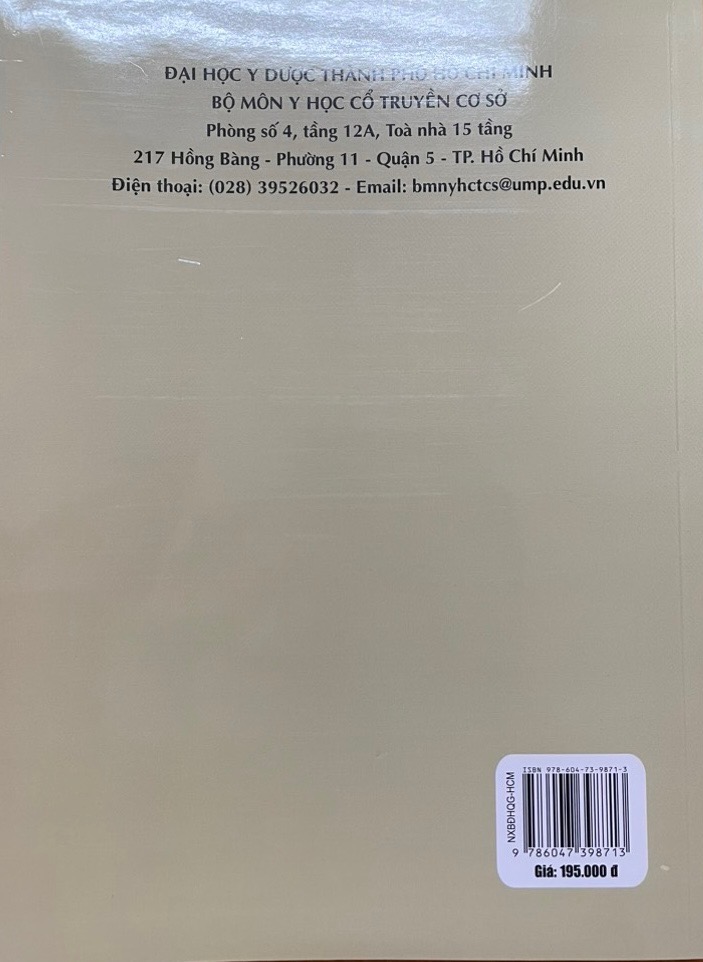 ĐẠI HỌC Y DƯỢC THÀNH PHỐ HỒ CHÍ MINH
BỘ MÔN Y HỌC CỔ TRUYỀN CƠ SỞ
Phòng số 4, tầng 12A, Toà nhà 15 tầng
217 Hồng Bàng - Phường 11 - Quận 5 - TP. Hồ Chí Minh
Điện thoại: (028) 39526032 - Email: bmnyhctcs@ump.edu.vn
ISBN 978-604-73-9871-3
NXBĐHQG-HCM
9 786047 398713
Giá: 195.000 đ